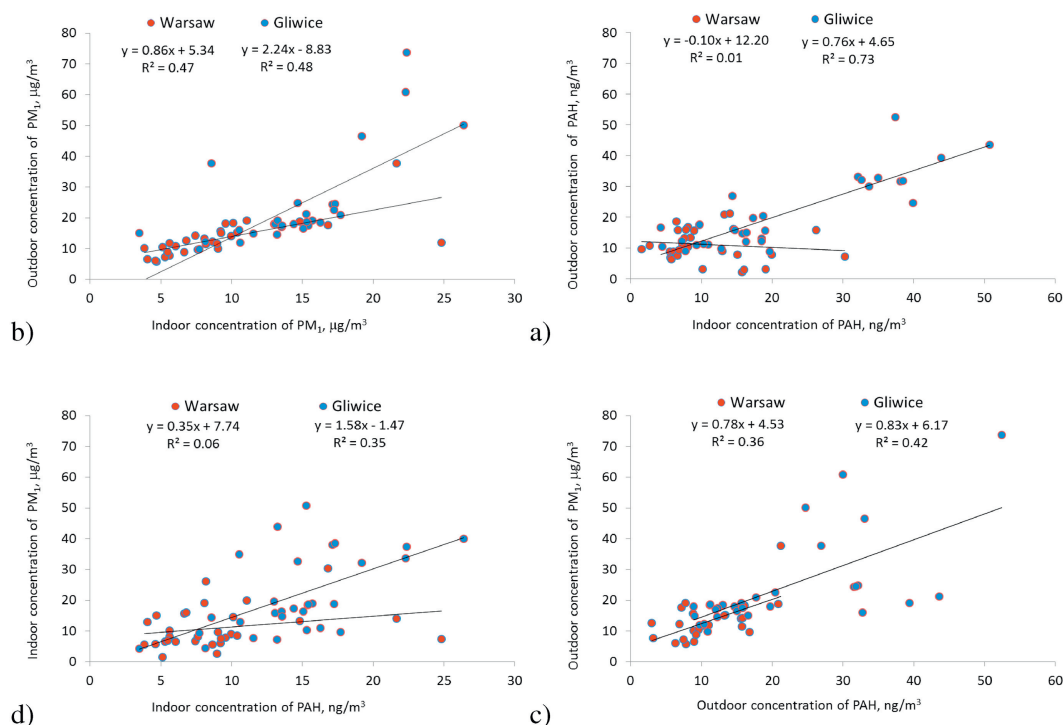 Warsaw Gliwice
y = 0.86x + 5.34 y = 2.24x - 8.83
R² = 0.47 R² = 0.48
Outdoor concentration of PM₁, µg/m³
80
70
60
50
40
30
20
10
0
0 5 10 15 20 25 30
Indoor concentration of PM₁, µg/m³
b)
Warsaw Gliwice
y = -0.10x + 12.20 y = 0.76x + 4.65
R² = 0.01 R² = 0.73
Outdoor concentration of PAH, ng/m³
80
70
60
50
40
30
20
10
0
0 10 20 30 40 50 60
Indoor concentration of PAH, ng/m³
a)
Warsaw Gliwice
y = 0.35x + 7.74 y = 1.58x - 1.47
R² = 0.06 R² = 0.35
Indoor concentration of PM₁, µg/m³
80
70
60
50
40
30
20
10
0
0 5 10 15 20 25 30
Indoor concentration of PAH, ng/m³
d)
Warsaw Gliwice
y = 0.78x + 4.53 y = 0.83x + 6.17
R² = 0.36 R² = 0.42
Outdoor concentration of PM₁, µg/m³
80
70
60
50
40
30
20
10
0
0 10 20 30 40 50 60
Outdoor concentration of PAH, ng/m³
c)